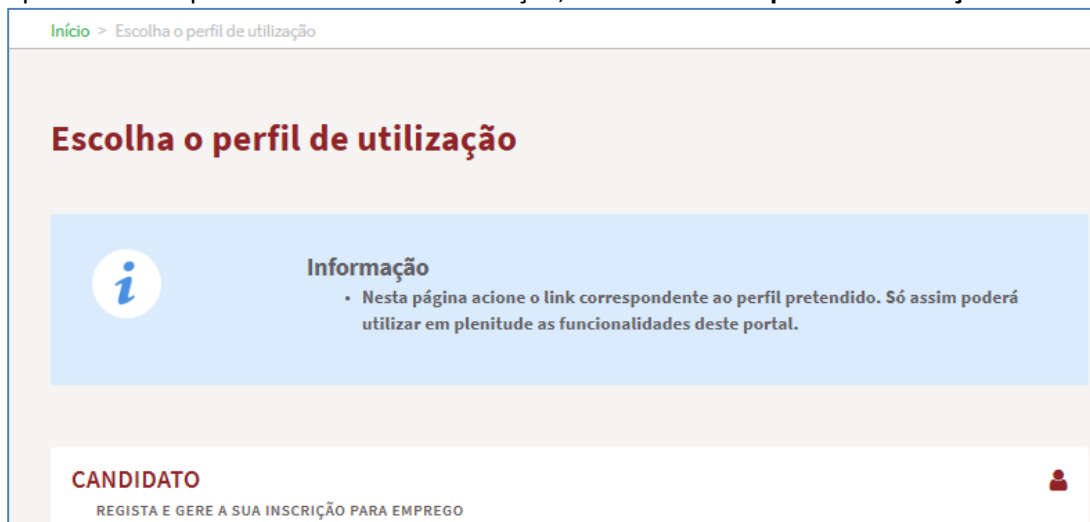 Início > Escolha o perfil de utilização
Escolha o perfil de utilização
Informação
• Nesta página acione o link correspondente ao perfil pretendido. Só assim poderá
utilizar em plenitude as funcionalidades deste portal.
CANDIDATO
REGISTA E GERE A SUA INSCRIÇÃO PARA EMPREGO